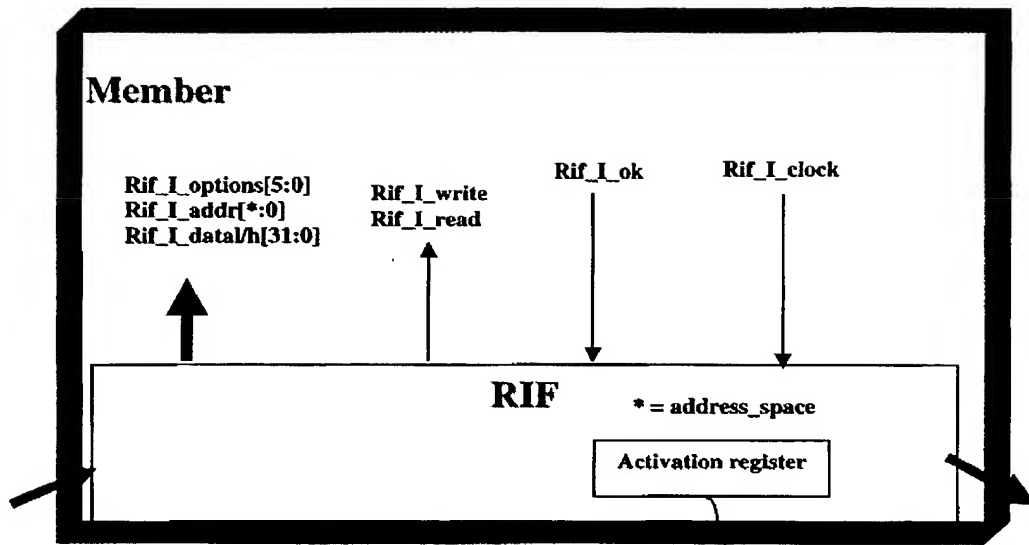 Member
Rif_I_options[5:0]
Rif_I_addr[*:0]
Rif_I_datal/h[31:0]
Rif_I_write
Rif_I_read
Rif_I_ok
Rif_I_clock
RIF
* = address_space
Activation register